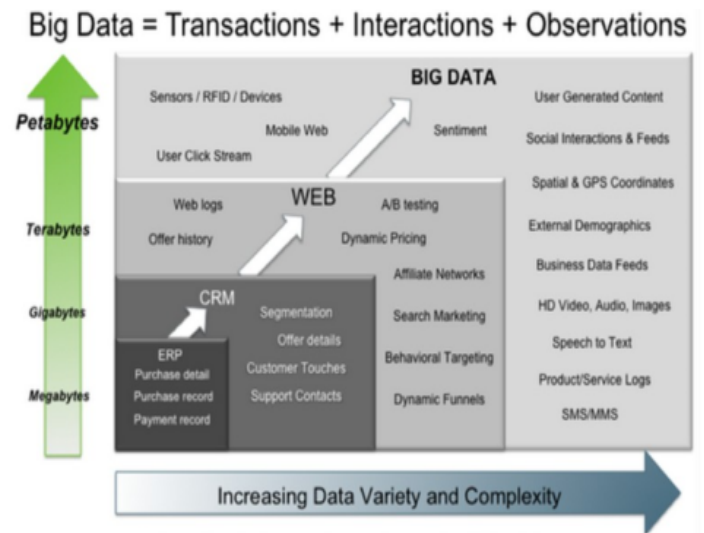 Big Data = Transactions + Interactions + Observations
BIG DATA
Sensors / RFID / Devices
User Generated Content
Petabytes
Mobile Web
Sentiment
Social Interactions & Feeds
User Click Stream
Spatial & GPS Coordinates
WEB
Web logs
A/B testing
External Demographics
Terabytes
Offer history
Dynamic Pricing
Business Data Feeds
Affiliate Networks
CRM
HD Video, Audio, Images
Gigabytes
Segmentation
Search Marketing
Offer details
Speech to Text
ERP
Behavioral Targeting
Purchase detail
Customer Touches
Product/Service Logs
Megabytes
Purchase record
Support Contacts
Dynamic Funnels
SMS/MMS
Payment record
Increasing Data Variety and Complexity